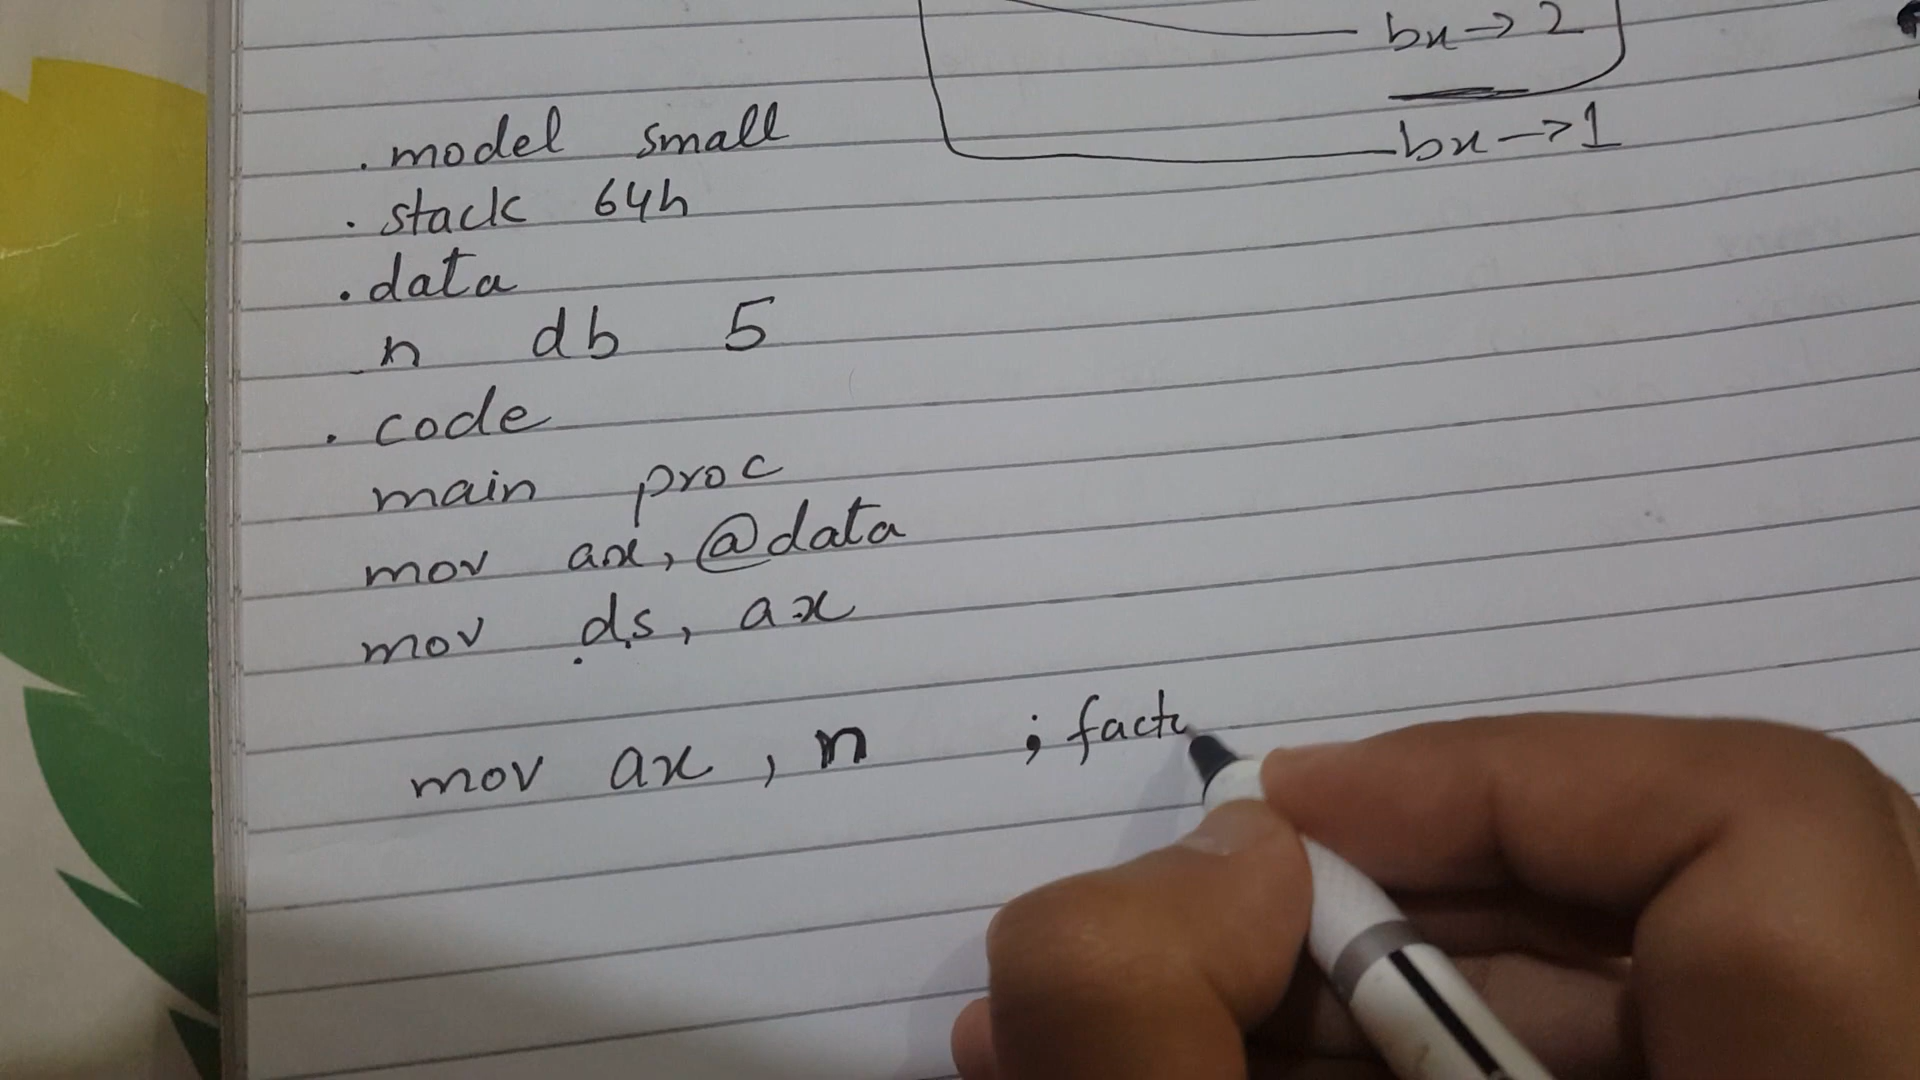 bx → 2
bx → 1
.model small
.stack 64h
.data
n db 5
.code
main proc
mov ax, @data
mov ds, ax
mov ax, n ; factu